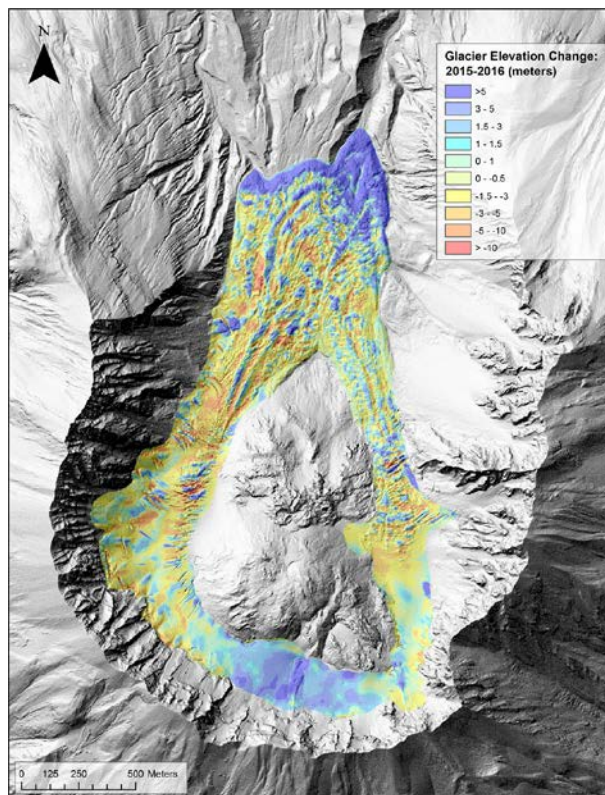 N
Glacier Elevation Change:
2015-2016 (meters)
>5
3 - 5
1.5 - 3
1 - 1.5
0 - 1
0 - -0.5
-1.5 - -3
-3 - -5
-5 - -10
> -10
0 125 250 500 Meters